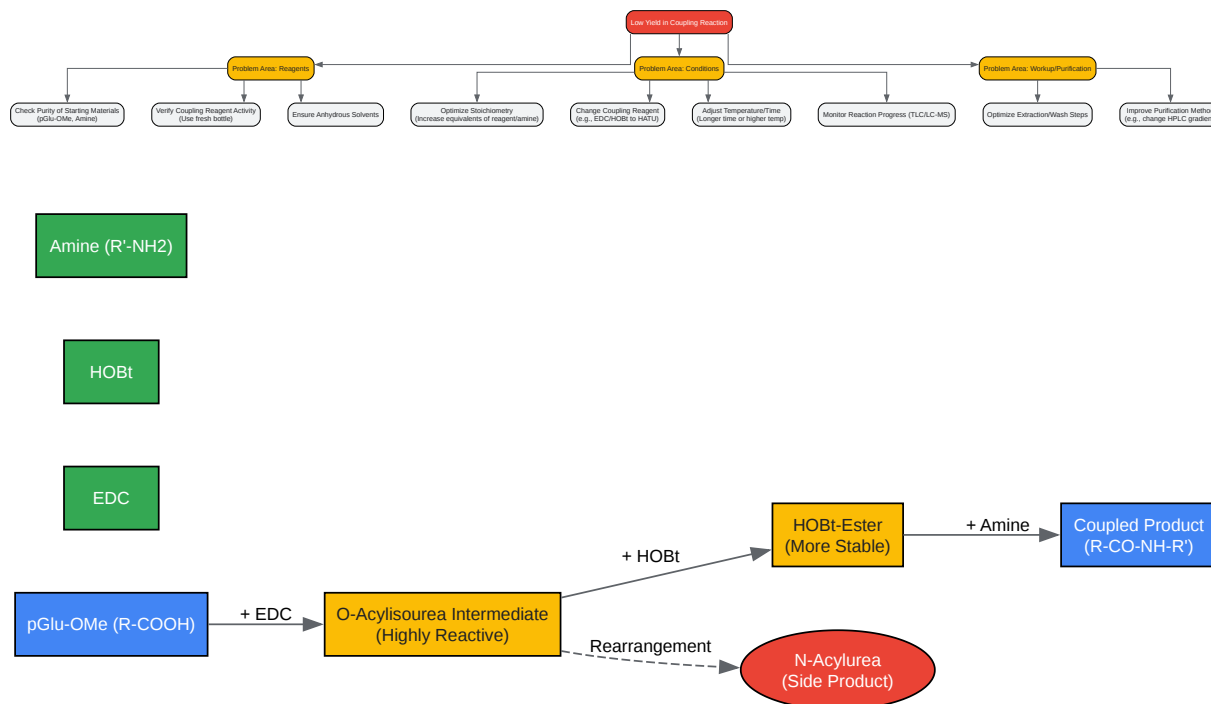 Low Yield in Coupling Reaction
Problem Area: Reagents
Problem Area: Conditions
Problem Area: Workup/Purification
Check Purity of Starting Materials
(pGlu-OMe, Amine)
Verify Coupling Reagent Activity
(Use fresh bottle)
Ensure Anhydrous Solvents
Optimize Stoichiometry
(Increase equivalents of reagent/amine)
Change Coupling Reagent
(e.g., EDC/HOBt to HATU)
Adjust Temperature/Time
(Longer time or higher temp)
Monitor Reaction Progress (TLC/LC-MS)
Optimize Extraction/Wash Steps
Improve Purification Method
(e.g., change HPLC gradient
Amine (R'-NH2)
HOBt
EDC
pGlu-OMe (R-COOH)
+ EDC
O-Acylisourea Intermediate
(Highly Reactive)
+ HOBt
HOBt-Ester
(More Stable)
+ Amine
Coupled Product
(R-CO-NH-R')
Rearrangement
N-Acylurea
(Side Product)